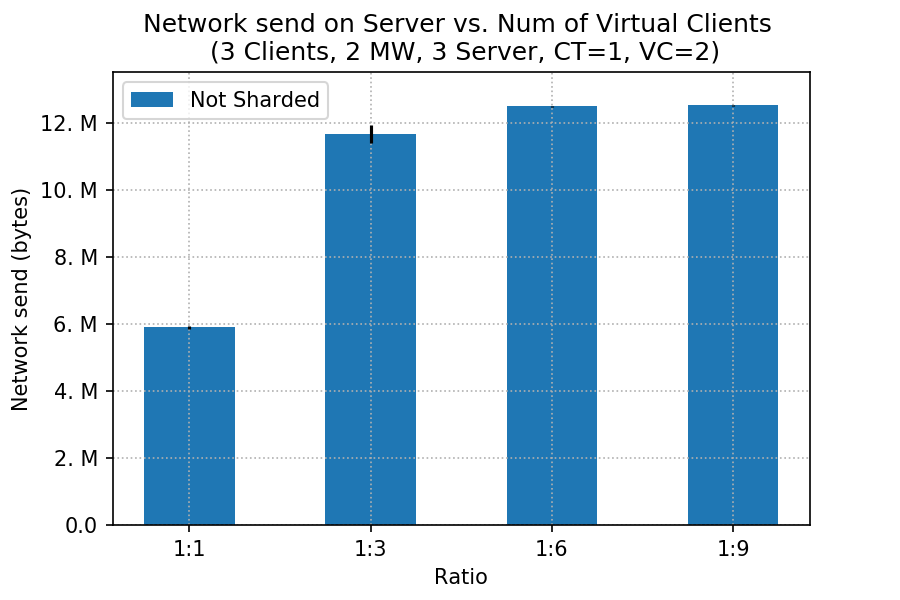 Network send on Server vs. Num of Virtual Clients
(3 Clients, 2 MW, 3 Server, CT=1, VC=2)
Not Sharded
Network send (bytes)
12. M
10. M
8. M
6. M
4. M
2. M
0.0
1:1
1:3
1:6
1:9
Ratio